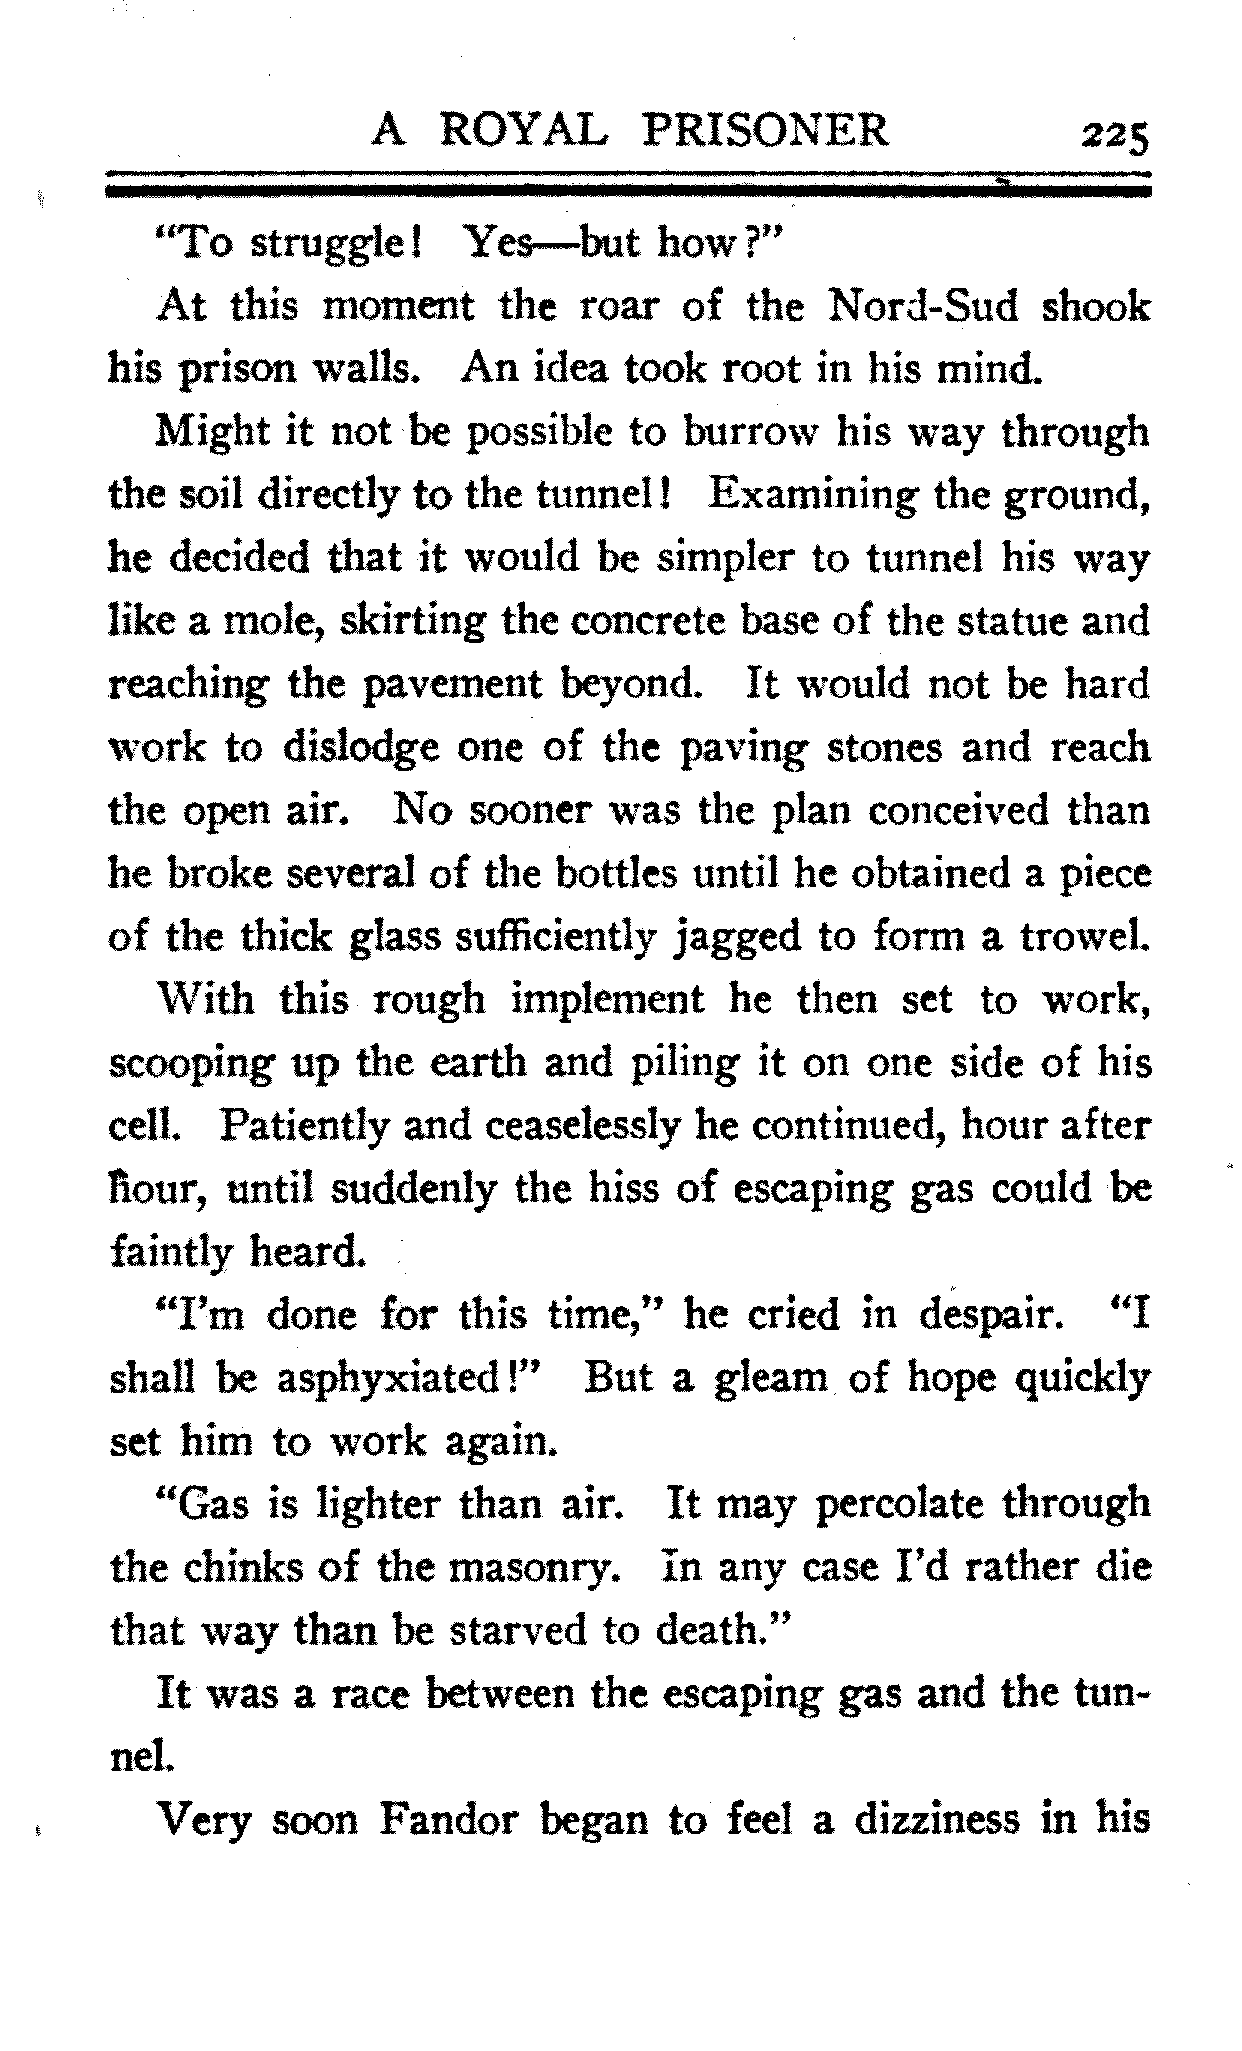 A ROYAL PRISONER 225
“To struggle! Yes—but how?”
At this moment the roar of the Nord-Sud shook
his prison walls. An idea took root in his mind.
Might it not be possible to burrow his way through
the soil directly to the tunnel! Examining the ground,
he decided that it would be simpler to tunnel his way
like a mole, skirting the concrete base of the statue and
reaching the pavement beyond. It would not be hard
work to dislodge one of the paving stones and reach
the open air. No sooner was the plan conceived than
he broke several of the bottles until he obtained a piece
of the thick glass sufficiently jagged to form a trowel.
With this rough implement he then set to work,
scooping up the earth and piling it on one side of his
cell. Patiently and ceaselessly he continued, hour after
hour, until suddenly the hiss of escaping gas could be
faintly heard.
“I’m done for this time,” he cried in despair. “I
shall be asphyxiated!” But a gleam of hope quickly
set him to work again.
“Gas is lighter than air. It may percolate through
the chinks of the masonry. In any case I’d rather die
that way than be starved to death.”
It was a race between the escaping gas and the tun-
nel.
Very soon Fandor began to feel a dizziness in his